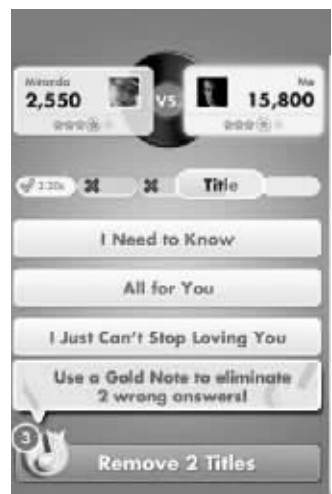 Miranda
2,550
VS
Me
15,800
Title
I Need to Know
All for You
I Just Can't Stop Loving You
Use a Gold Note to eliminate
2 wrong answers!
3
Remove 2 Titles